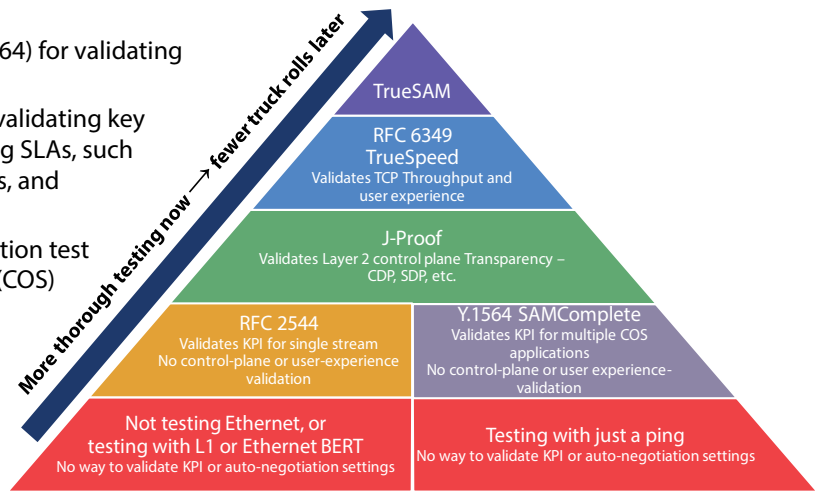 64) for validating
validating key
g SLAs, such
s, and
tion test
(COS)
More thorough testing now → fewer truck rolls later
TrueSAM
RFC 6349
TrueSpeed
Validates TCP Throughput and
user experience
J-Proof
Validates Layer 2 control plane Transparency –
CDP, SDP, etc.
RFC 2544
Validates KPI for single stream
No control-plane or user-experience
validation
Y.1564 SAMComplete
Validates KPI for multiple COS
applications
No control-plane or user experience-
validation
Not testing Ethernet, or
testing with L1 or Ethernet BERT
No way to validate KPI or auto-negotiation settings
Testing with just a ping
No way to validate KPI or auto-negotiation settings